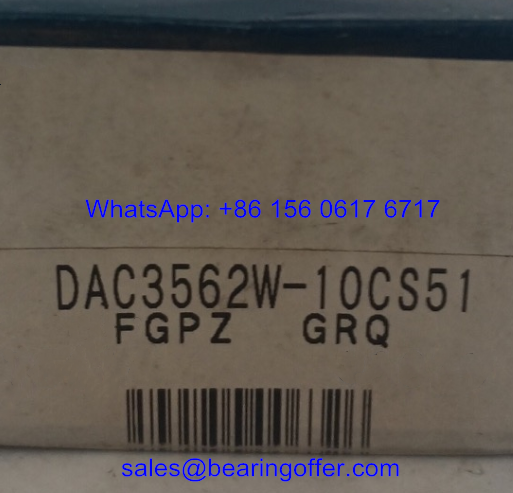 WhatsApp: +86 156 0617 6717
DAC3562W-10CS51
FGPZ GRQ
sales@bearingoffer.com